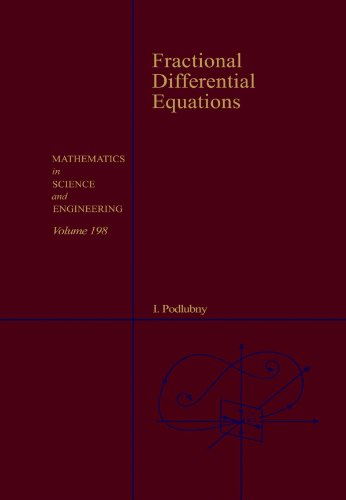 Fractional
Differential
Equations
MATHEMATICS
in
SCIENCE
and
ENGINEERING
Volume 198
I. Podlubny